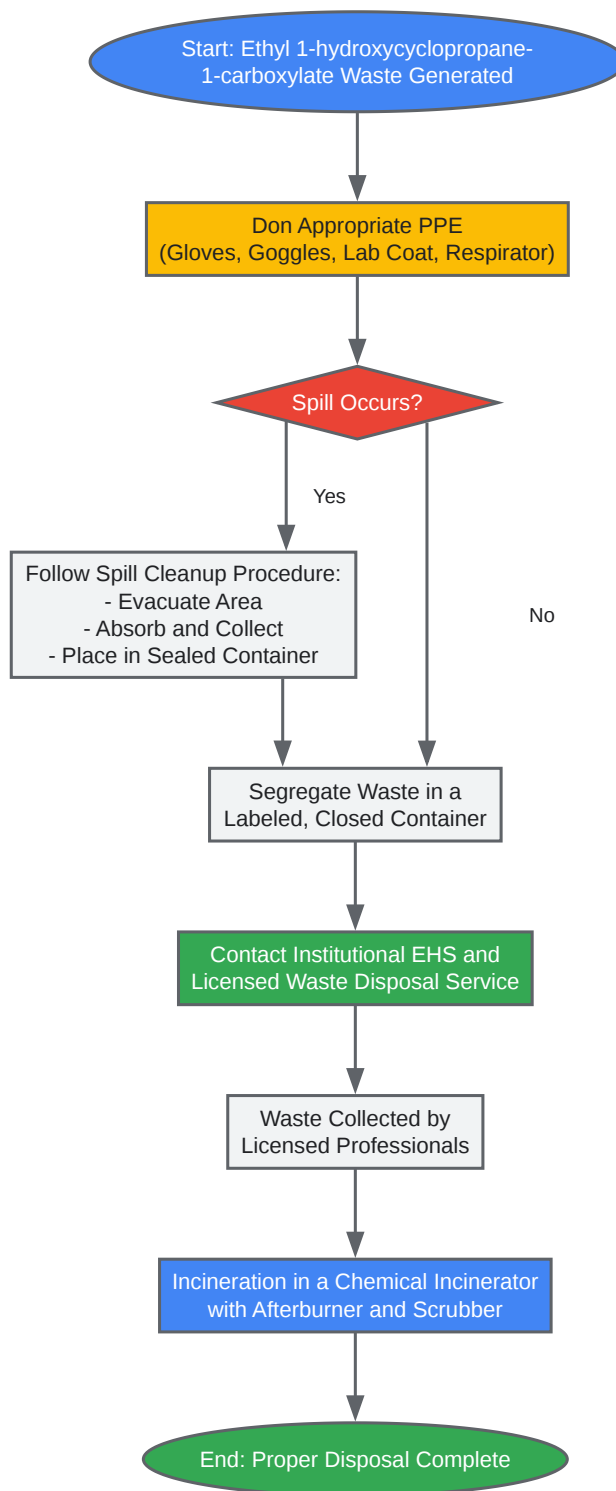 Start: Ethyl 1-hydroxycyclopropane-
1-carboxylate Waste Generated
Don Appropriate PPE
(Gloves, Goggles, Lab Coat, Respirator)
Spill Occurs?
Yes
Follow Spill Cleanup Procedure:
- Evacuate Area
- Absorb and Collect
- Place in Sealed Container
No
Segregate Waste in a
Labeled, Closed Container
Contact Institutional EHS and
Licensed Waste Disposal Service
Waste Collected by
Licensed Professionals
Incineration in a Chemical Incinerator
with Afterburner and Scrubber
End: Proper Disposal Complete